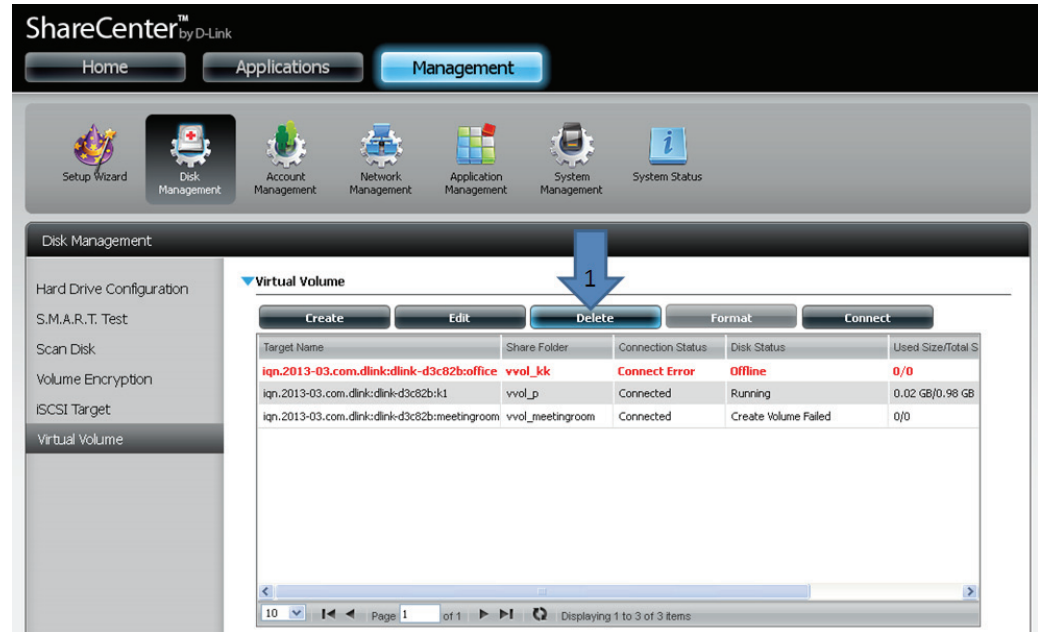 ShareCenter™ by D-Link
Home Applications Management
Setup Wizard Disk Management Account Management Network Management Application Management System Management System Status
Disk Management
Hard Drive Configuration
S.M.A.R.T. Test
Scan Disk
Volume Encryption
iSCSI Target
Virtual Volume
Virtual Volume
1
Create Edit Delete Format Connect
Target Name Share Folder Connection Status Disk Status Used Size/Total S
iqn.2013-03.com.dlink:dlink-d3c82b:office vvol_kk Connect Error Offline 0/0
iqn.2013-03.com.dlink:dlink-d3c82b:k1 vvol_p Connected Running 0.02 GB/0.98 GB
iqn.2013-03.com.dlink:dlink-d3c82b:meetingroom vvol_meetingroom Connected Create Volume Failed 0/0
10 Page 1 of 1 Displaying 1 to 3 of 3 items